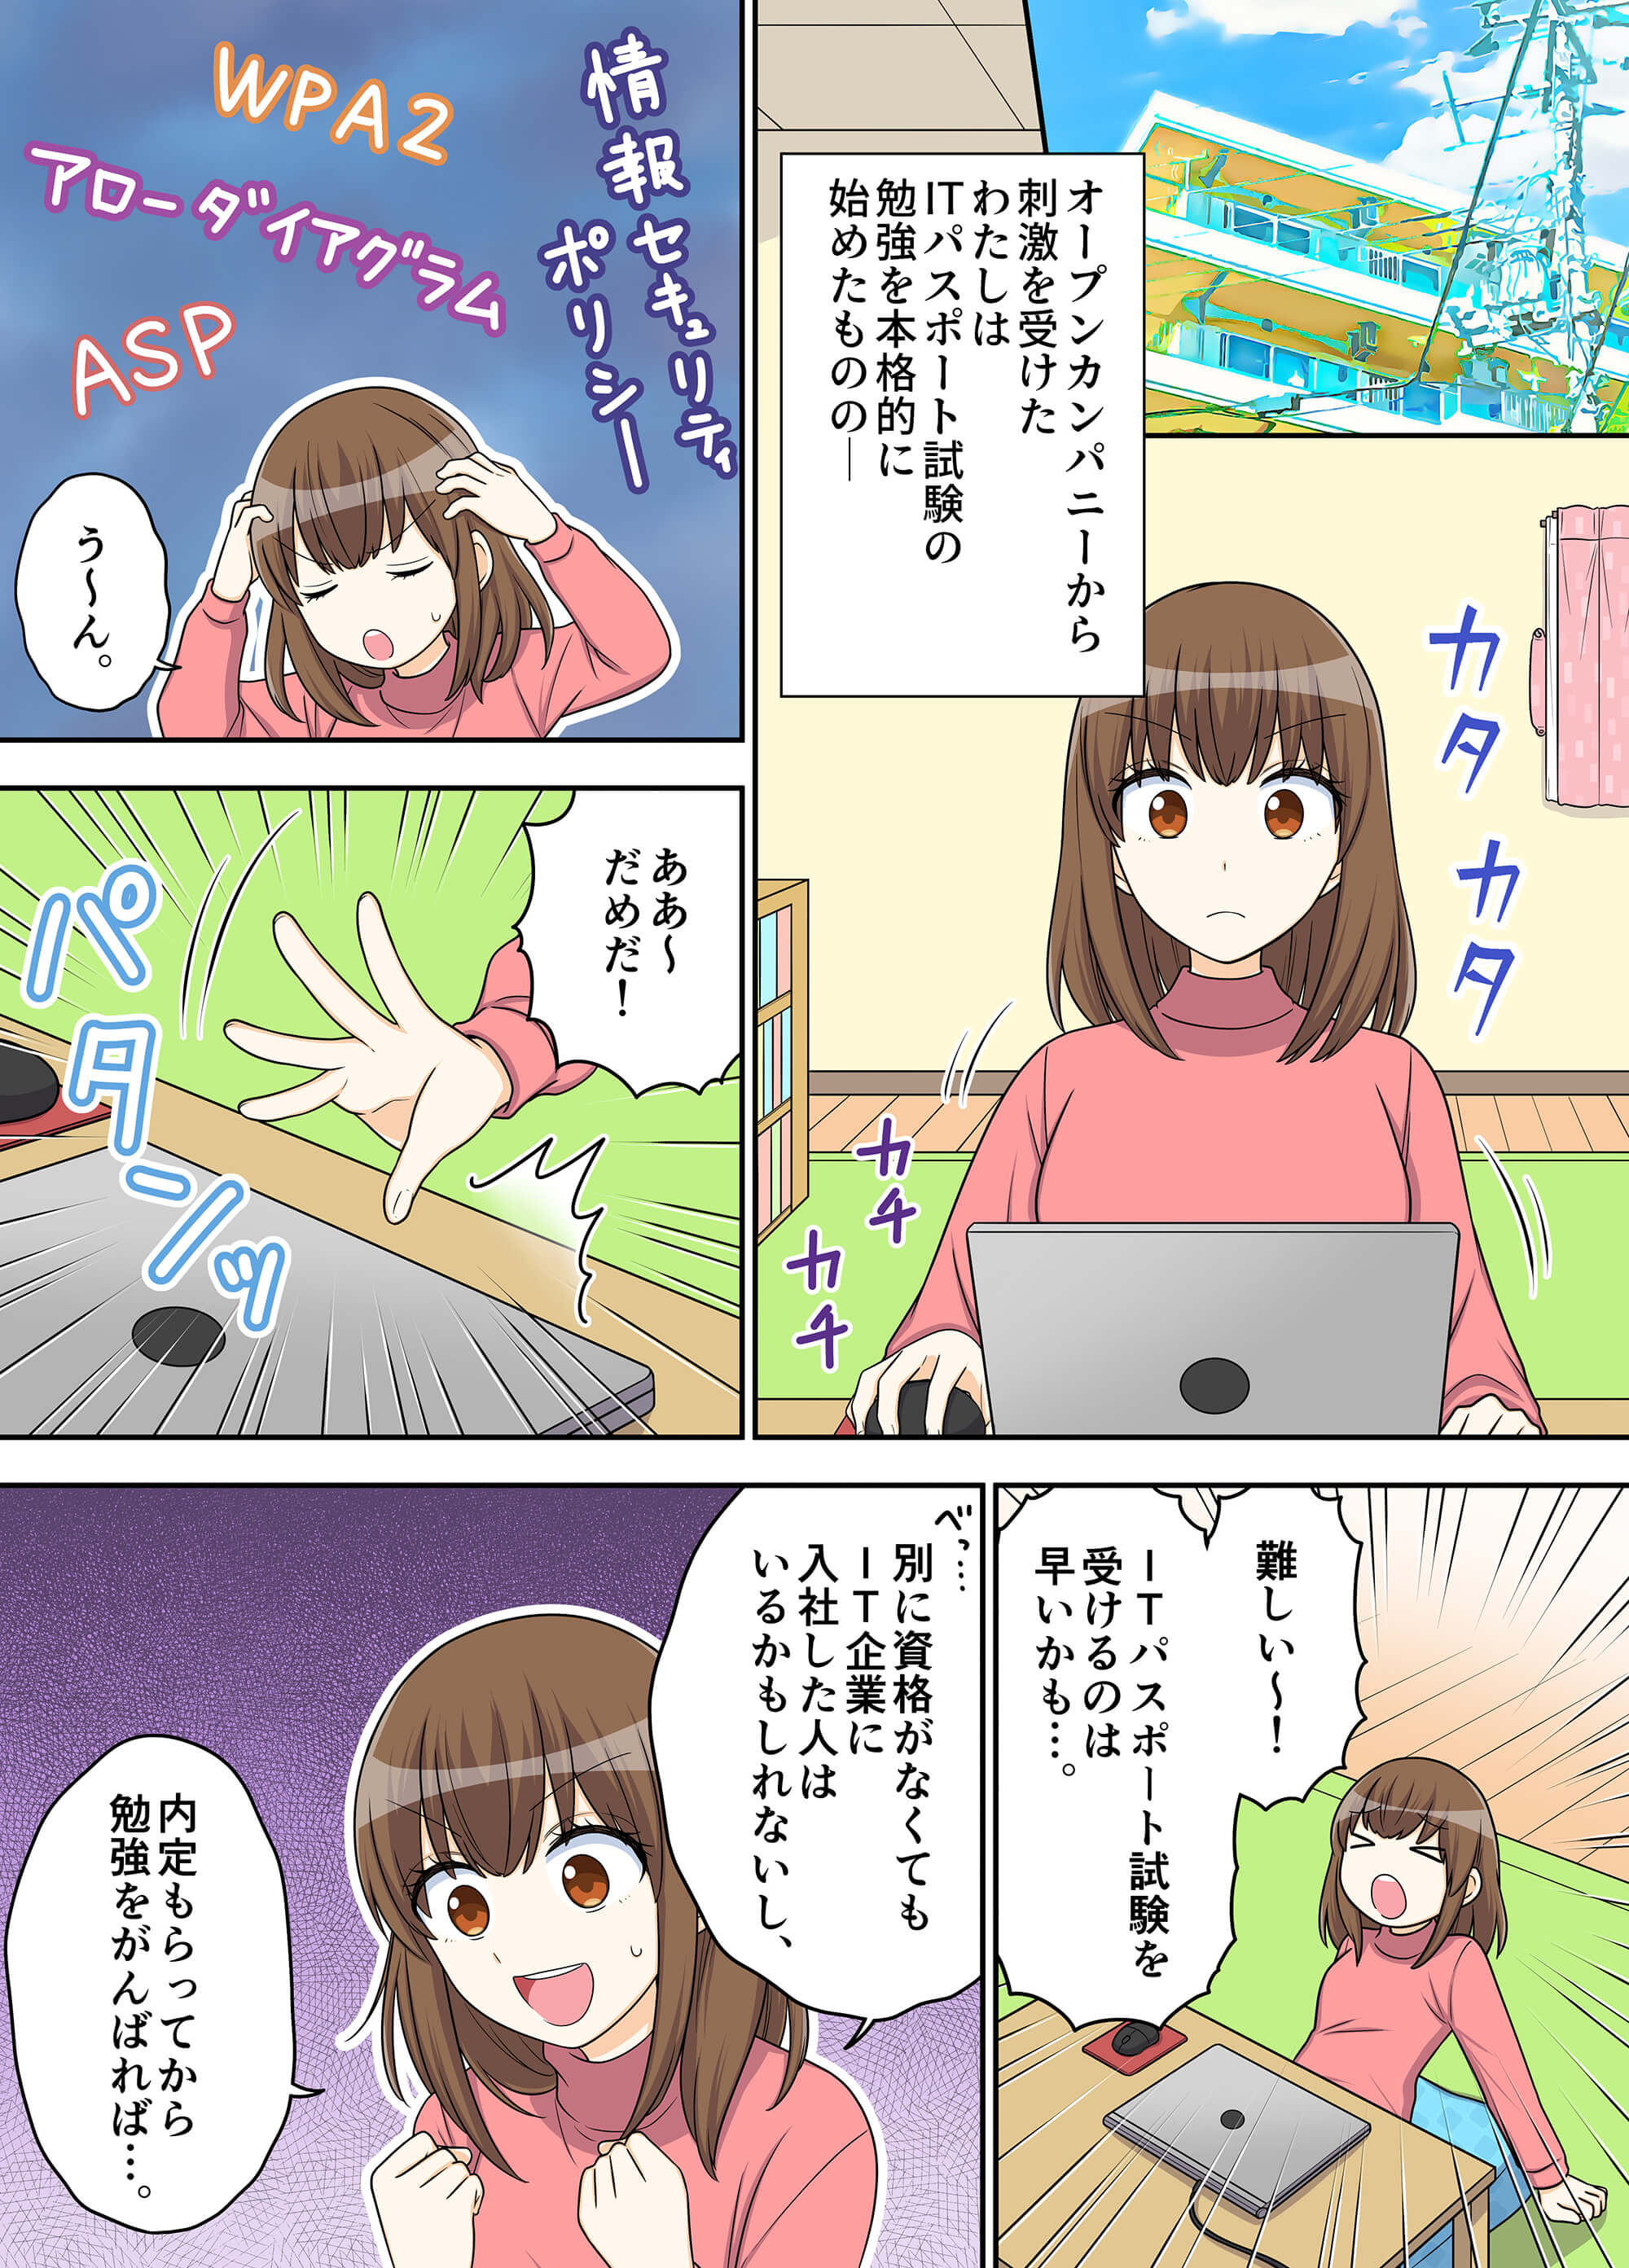 オープンカンパニーから
刺激を受けた
わたしは
ITパスポート試験の
勉強を本格的に
始めたものの―
カタ
カタ
カチ
カチ
情報セキュリティ
ポリシー
WPA2
アローダイアグラム
ASP
う〜ん。
ああ〜
だめだ!
パタンッ
難しい〜!
ITパスポート試験を
受けるのは
早いかも…。
べっ…
別に資格がなくても
IT企業に
入社した人は
いるかもしれないし、
内定もらってから
勉強をがんばれば…。